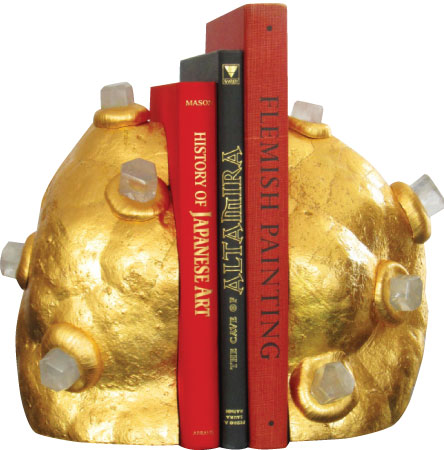 MASON
HISTORY OF
JAPANESE ART
THE CAVE OF ALTAMIRA
FLEMISH PAINTING